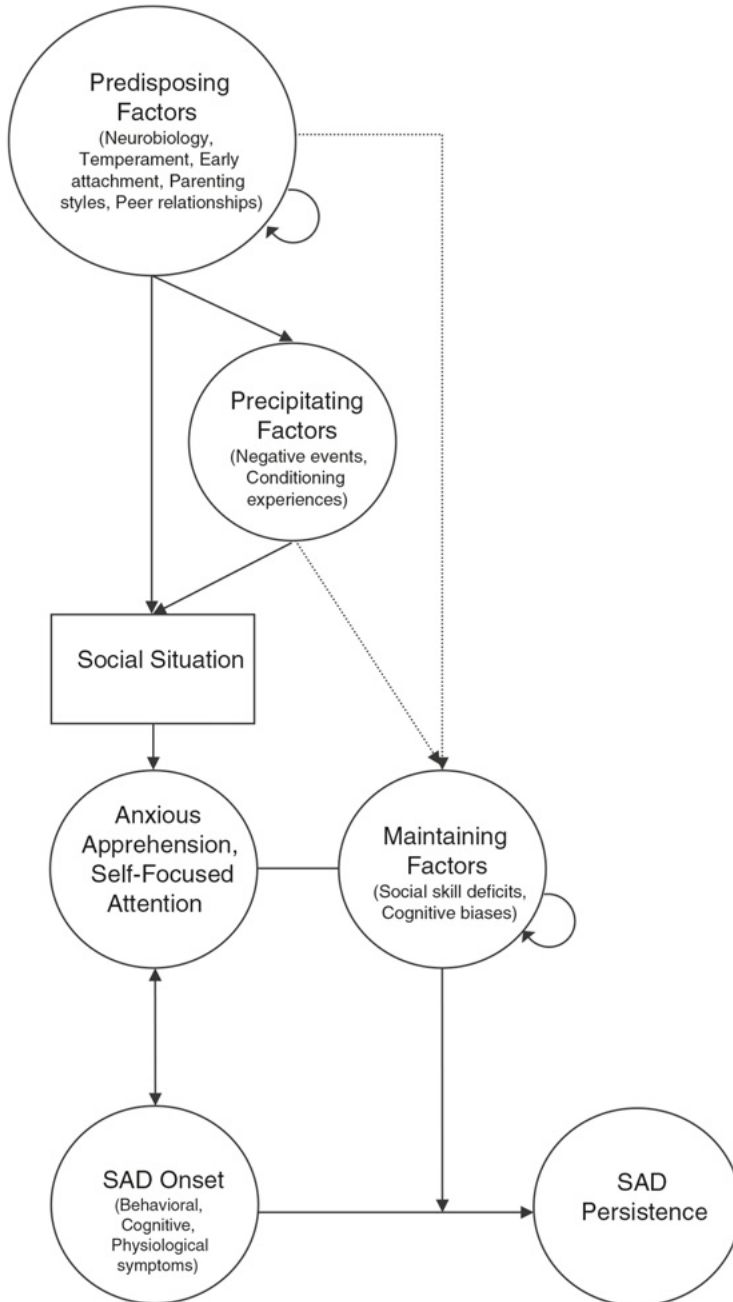 Predisposing
Factors
(Neurobiology,
Temperament, Early
attachment, Parenting
styles, Peer relationships)
Precipitating
Factors
(Negative events,
Conditioning
experiences)
Social Situation
Anxious
Apprehension,
Self-Focused
Attention
Maintaining
Factors
(Social skill deficits,
Cognitive biases)
SAD Onset
(Behavioral,
Cognitive,
Physiological
symptoms)
SAD
Persistence